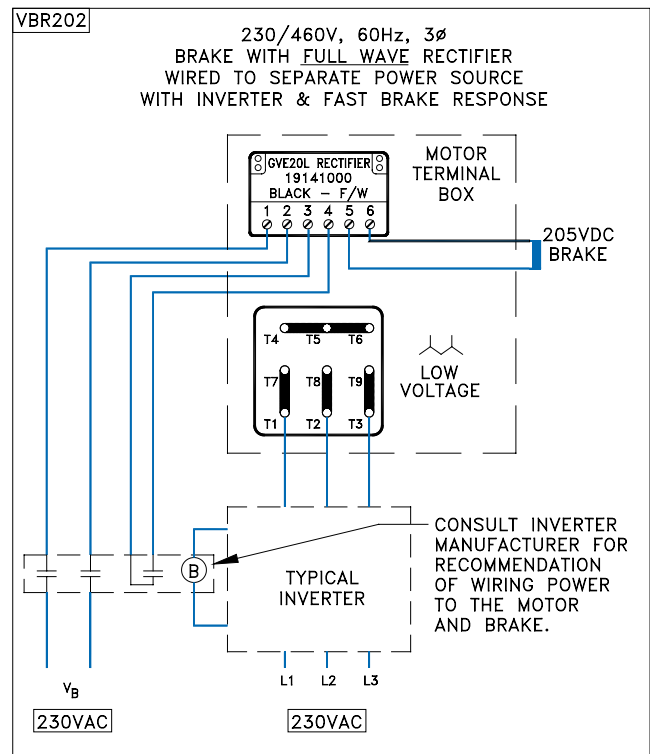 VBR202
230/460V, 60Hz, 3ø
BRAKE WITH FULL WAVE RECTIFIER
WIRED TO SEPARATE POWER SOURCE
WITH INVERTER & FAST BRAKE RESPONSE
MOTOR
TERMINAL
BOX
GVE20L RECTIFIER
19141000
BLACK - F/W
1 2 3 4 5 6
205VDC
BRAKE
T4 T5 T6
T7 T8 T9
T1 T2 T3
LOW
VOLTAGE
B
CONSULT INVERTER
MANUFACTURER FOR
RECOMMENDATION
OF WIRING POWER
TO THE MOTOR
AND BRAKE.
TYPICAL
INVERTER
L1 L2 L3
VB
230VAC
230VAC